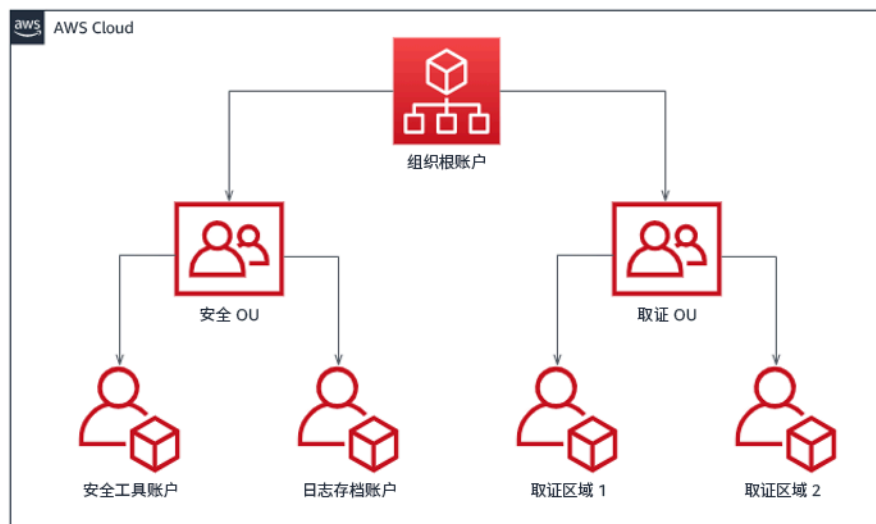 aws
AWS Cloud
组织根账户
安全 OU
取证 OU
安全工具账户
日志存档账户
取证区域 1
取证区域 2